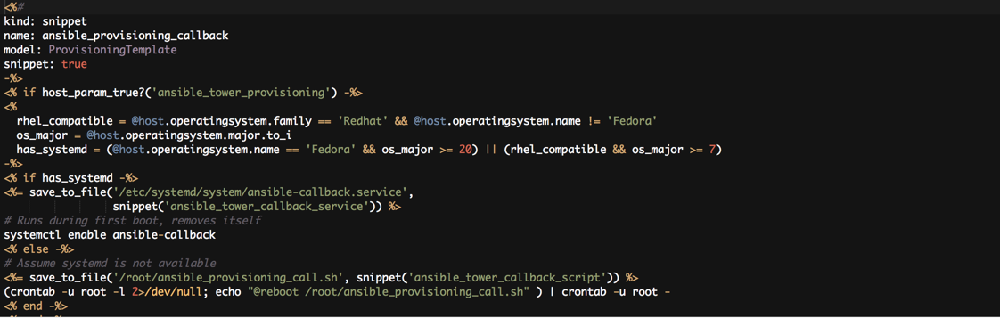 <%#
kind: snippet
name: ansible_provisioning_callback
model: ProvisioningTemplate
snippet: true
-%>
<% if host_param_true?('ansible_tower_provisioning') -%>
<%
  rhel_compatible = @host.operatingsystem.family == 'Redhat' && @host.operatingsystem.name != 'Fedora'
  os_major = @host.operatingsystem.major.to_i
  has_systemd = (@host.operatingsystem.name == 'Fedora' && os_major >= 20) || (rhel_compatible && os_major >= 7)
-%>
<% if has_systemd -%>
<%= save_to_file('/etc/systemd/system/ansible-callback.service',
                 snippet('ansible_tower_callback_service')) %>
# Runs during first boot, removes itself
systemctl enable ansible-callback
<% else -%>
# Assume systemd is not available
<%= save_to_file('/root/ansible_provisioning_call.sh', snippet('ansible_tower_callback_script')) %>
(crontab -u root -l 2>/dev/null; echo "@reboot /root/ansible_provisioning_call.sh" ) | crontab -u root -
<% end -%>